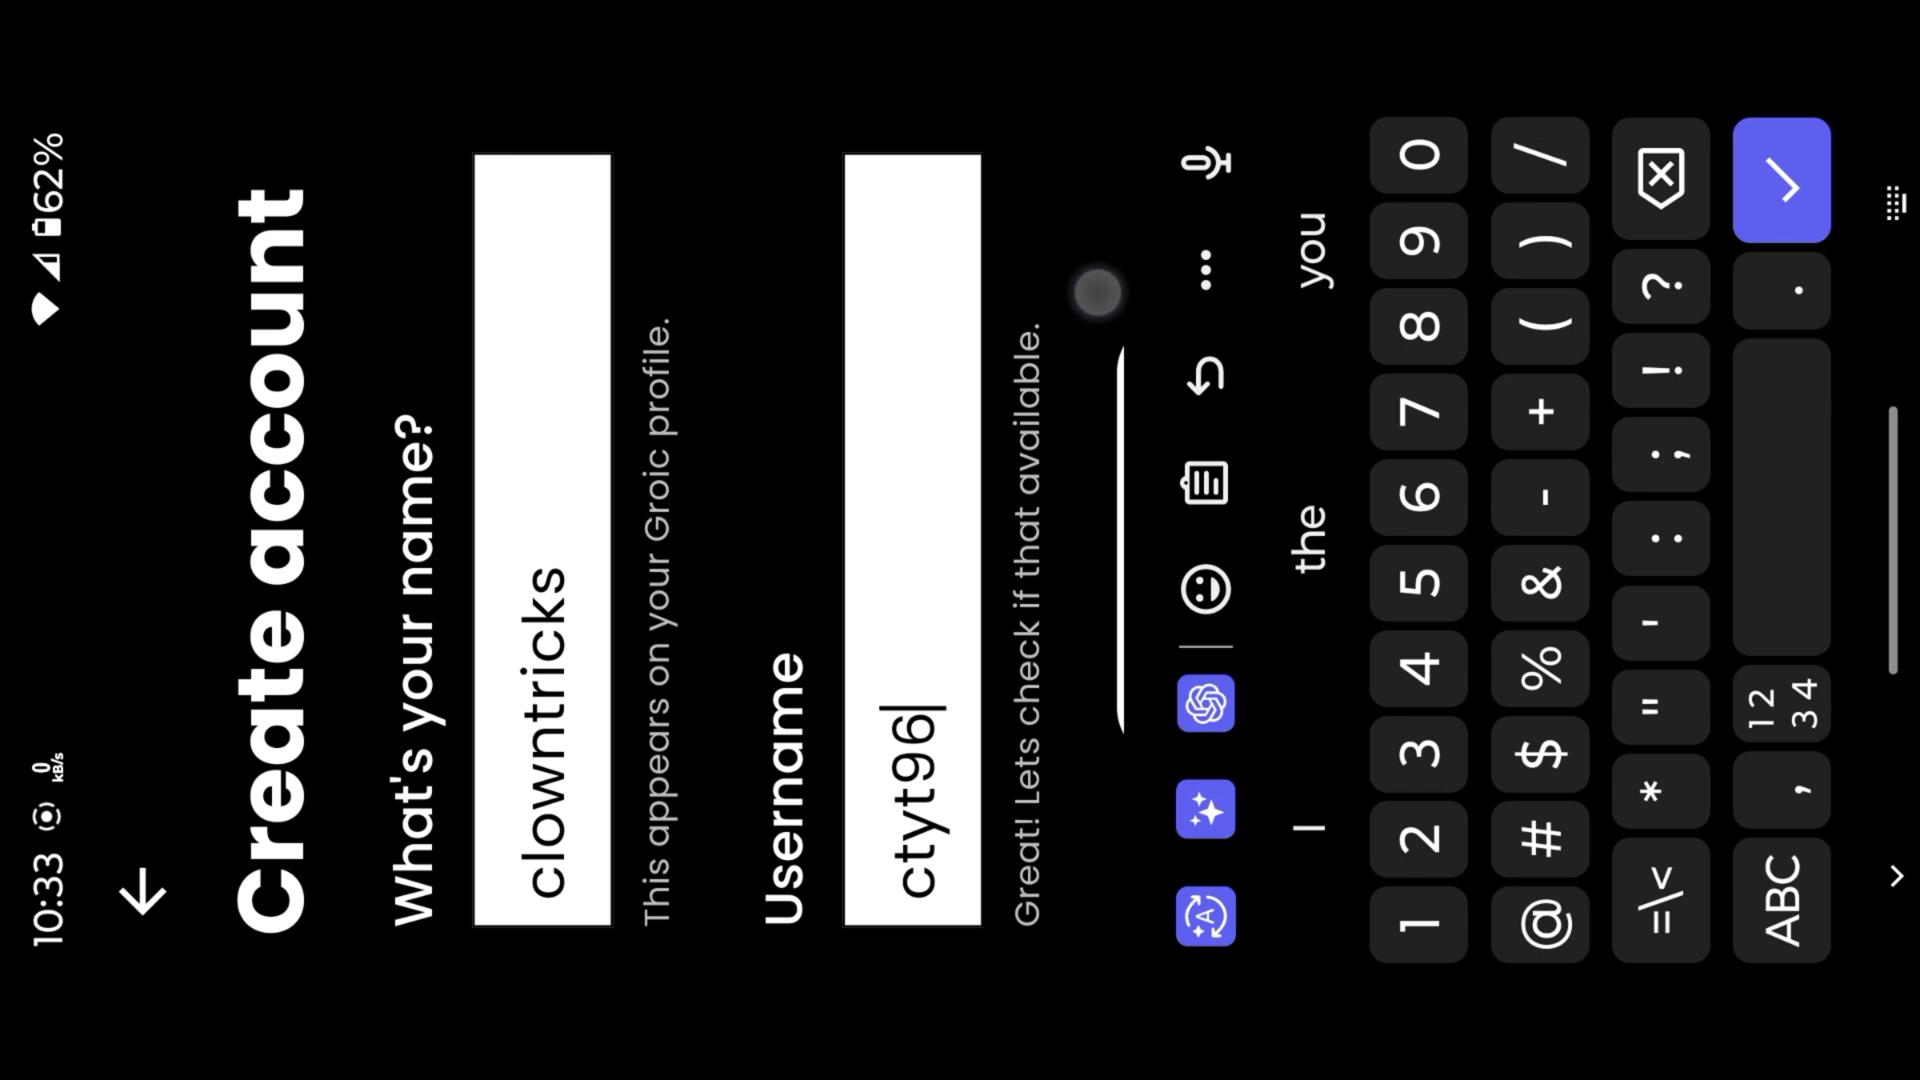 10:33 0 kB/s 62%
Create account
What's your name?
clowntricks
This appears on your Groic profile.
Username
ctyt96
Great! Lets check if that available.
I the you
1 2 3 4 5 6 7 8 9 0
@ # $ % & - + ( ) /
=\< * " ' : ; ! ?
ABC , 12 34 .